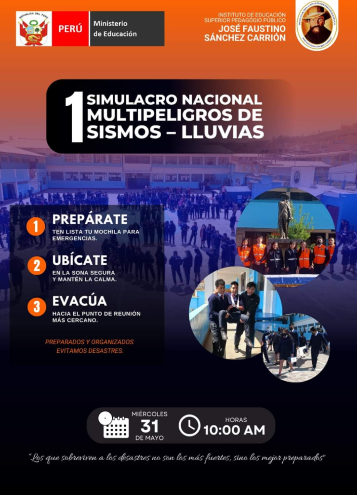 PERÚ
Ministerio
de Educación
INSTITUTO DE EDUCACIÓN
SUPERIOR PEDAGÓGICO PÚBLICO
JOSÉ FAUSTINO
SÁNCHEZ CARRIÓN
1
SIMULACRO NACIONAL
MULTIPELIGROS DE
SISMOS – LLUVIAS
1 PREPÁRATE
TEN LISTA TU MOCHILA PARA
EMERGENCIAS.
2 UBÍCATE
EN LA SONA SEGURA
Y MANTÉN LA CALMA.
3 EVACÚA
HACIA EL PUNTO DE REUNIÓN
MÁS CERCANO.
PREPARADOS Y ORGANIZADOS
EVITAMOS DESASTRES.
MIÉRCOLES
31
DE MAYO
HORAS
10:00 AM
"Los que sobreviven a los desastres no son los más fuertes, sino los mejor preparados"